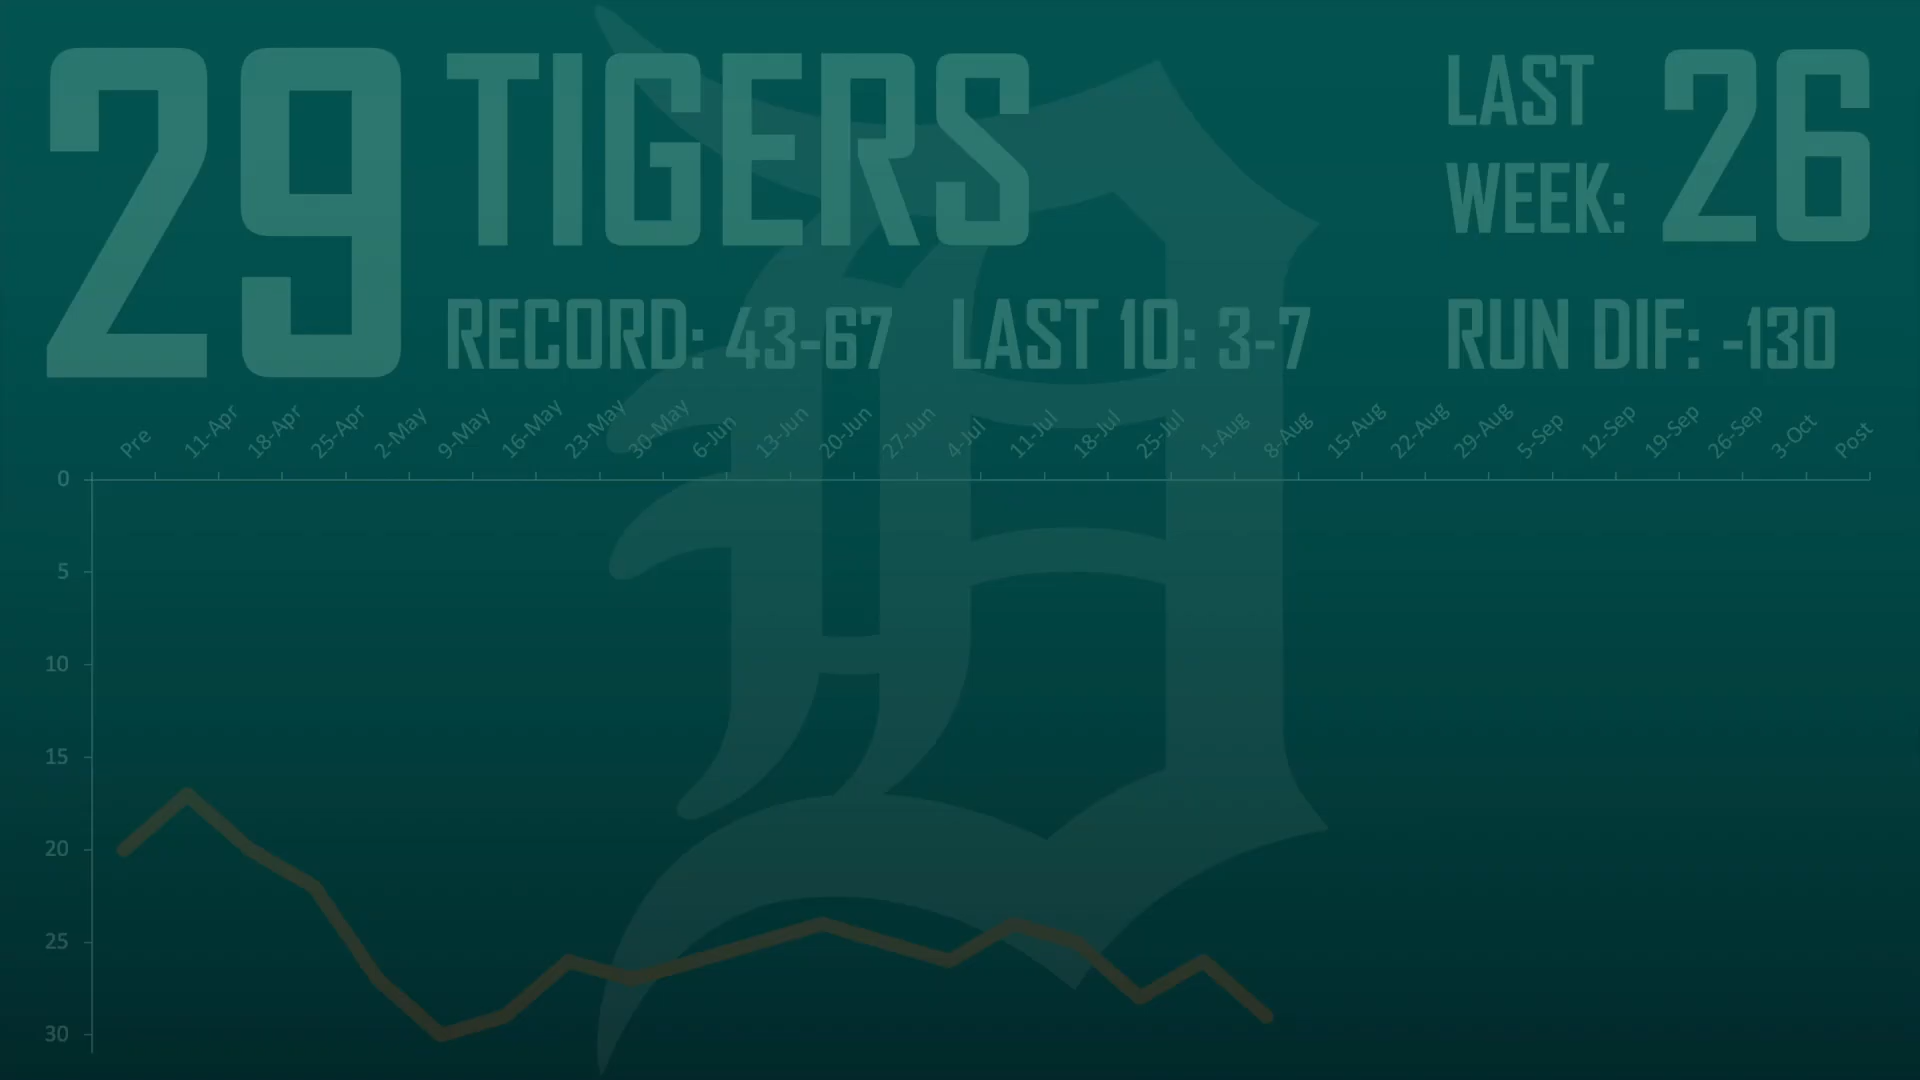 29 TIGERS
LAST WEEK: 26
RECORD: 43-67 LAST 10: 3-7 RUN DIF: -130
Pre 11-Apr 18-Apr 25-Apr 2-May 9-May 16-May 23-May 30-May 6-Jun 13-Jun 20-Jun 27-Jun 4-Jul 11-Jul 18-Jul 25-Jul 1-Aug 8-Aug 15-Aug 22-Aug 29-Aug 5-Sep 12-Sep 19-Sep 26-Sep 3-Oct Post
0
5
10
15
20
25
30